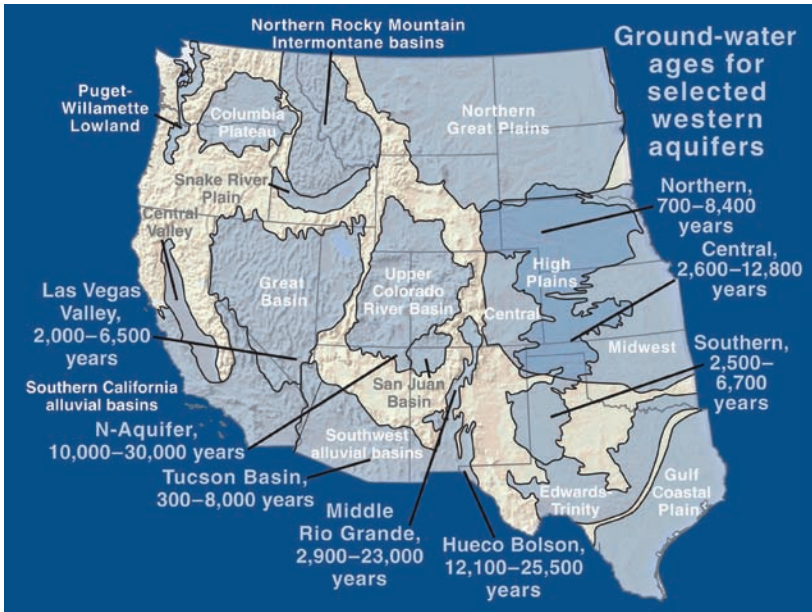 Northern Rocky Mountain
Intermontane basins
Ground-water
ages for
selected
western
aquifers
Puget-
Willamette
Lowland
Columbia
Plateau
Northern
Great Plains
Snake River
Plain
Northern,
700–8,400
years
Central Valley
Central,
2,600–12,800
years
High
Plains
Great
Basin
Upper
Colorado
River Basin
Central
Las Vegas
Valley,
2,000–6,500
years
Midwest
Southern,
2,500–
6,700
years
San Juan
Basin
Southern California
alluvial basins
N-Aquifer,
10,000–30,000 years
Southwest
alluvial basins
Tucson Basin,
300–8,000 years
Edwards-
Trinity
Gulf
Coastal
Plain
Middle
Rio Grande,
2,900–23,000
years
Hueco Bolson,
12,100–25,500
years